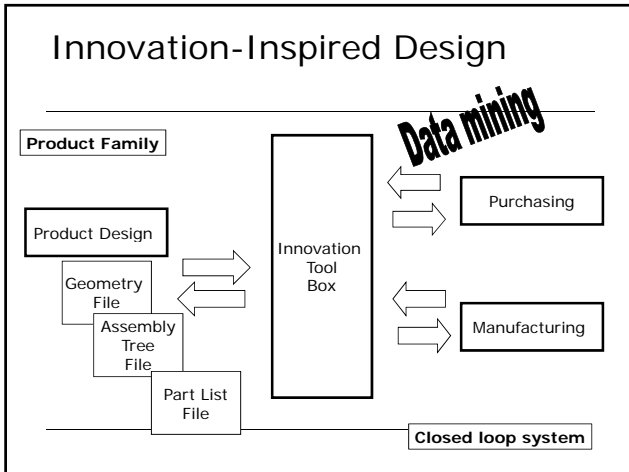 Innovation-Inspired Design
Data mining
Product Family
Purchasing
Product Design
Innovation
Tool
Box
Geometry
File
Assembly
Tree
File
Manufacturing
Part List
File
Closed loop system